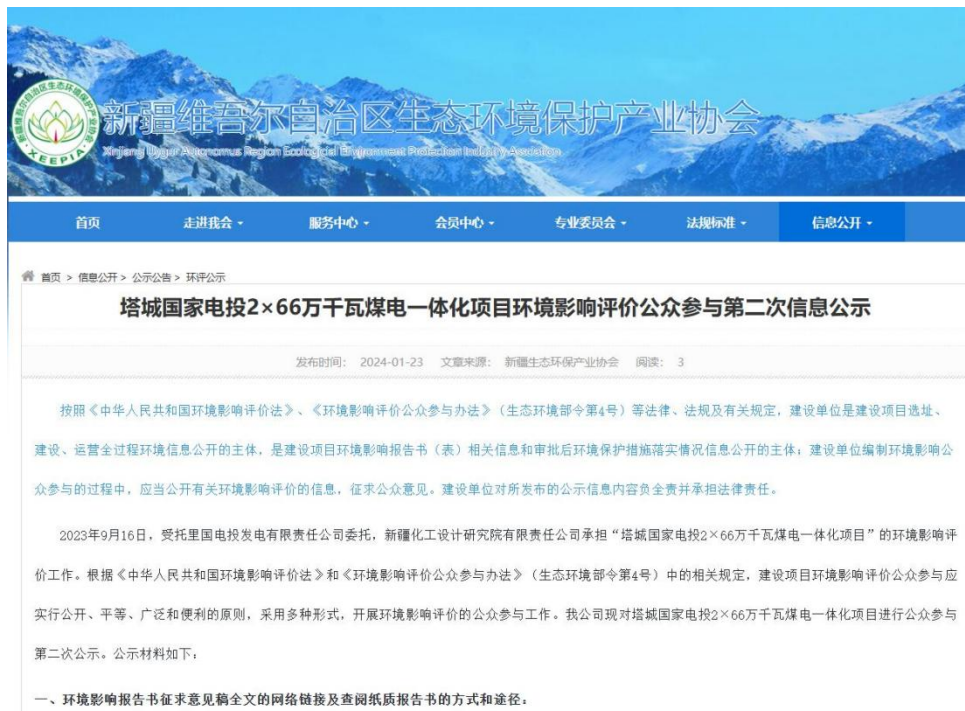 新疆维吾尔自治区生态环境保护产业协会
XEEPIA
新疆维吾尔自治区生态环境保护产业协会
Xinjiang Uygur Autonomus Region Ecological Environment Protection Industry
首页 走进我会 服务中心 会员中心 专业委员会 法规标准 信息公开
首页 > 信息公开 > 公示公告 > 环评公示
塔城国家电投2×66万千瓦煤电一体化项目环境影响评价公众参与第二次信息公示
发布时间： 2024-01-23 文章来源： 新疆生态环保产业协会 阅读： 3
按照《中华人民共和国环境影响评价法》、《环境影响评价公众参与办法》（生态环境部令第4号）等法律、法规及有关规定，建设单位是建设项目选址、
建设、运营全过程环境信息公开的主体，是建设项目环境影响报告书（表）相关信息和审批后环境保护措施落实情况信息公开的主体；建设单位编制环境影响公
众参与的过程中，应当公开有关环境影响评价的信息，征求公众意见。建设单位对所发布的公示信息内容负全责并承担法律责任。
2023年9月16日，受托里国电投发电有限责任公司委托，新疆化工设计研究院有限责任公司承担“塔城国家电投2×66万千瓦煤电一体化项目”的环境影响评
价工作。根据《中华人民共和国环境影响评价法》和《环境影响评价公众参与办法》（生态环境部令第4号）中的相关规定，建设项目环境影响评价公众参与应
实行公开、平等、广泛和便利的原则，采用多种形式，开展环境影响评价的公众参与工作。我公司现对塔城国家电投2×66万千瓦煤电一体化项目进行公众参与
第二次公示。公示材料如下：
一、环境影响报告书征求意见稿全文的网络链接及查阅纸质报告书的方式和途径：